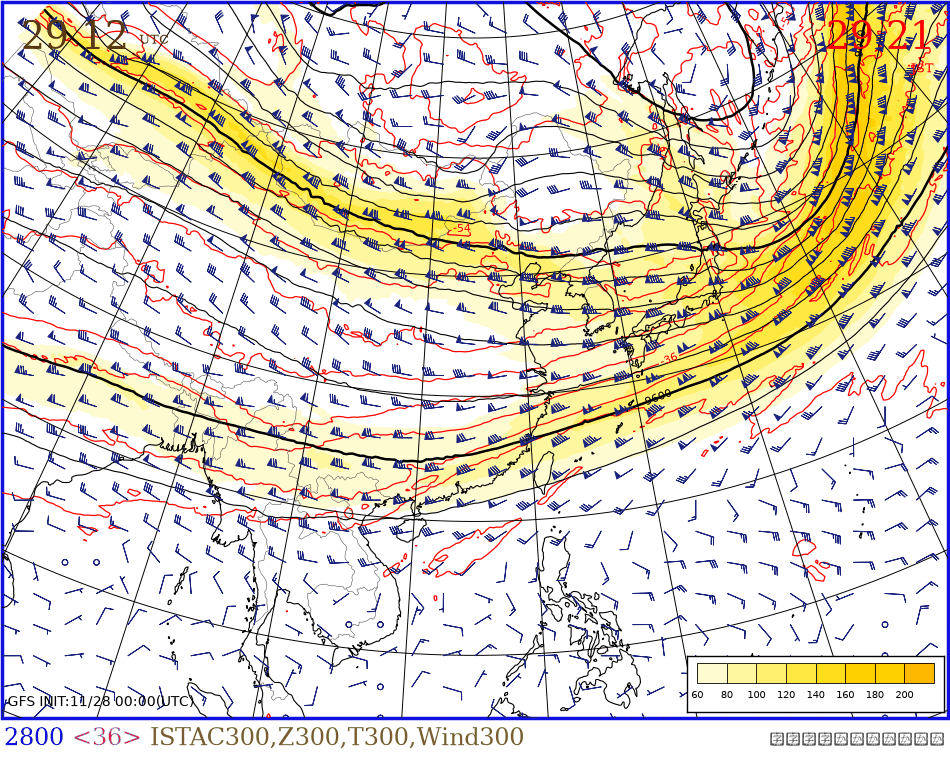 29.12 UTC
29.21 JST
-54
-36
9600
60 80 100 120 140 160 180 200
GFS INIT:11/28 00:00(UTC)
2800 <36> ISTAC300,Z300,T300,Wind300